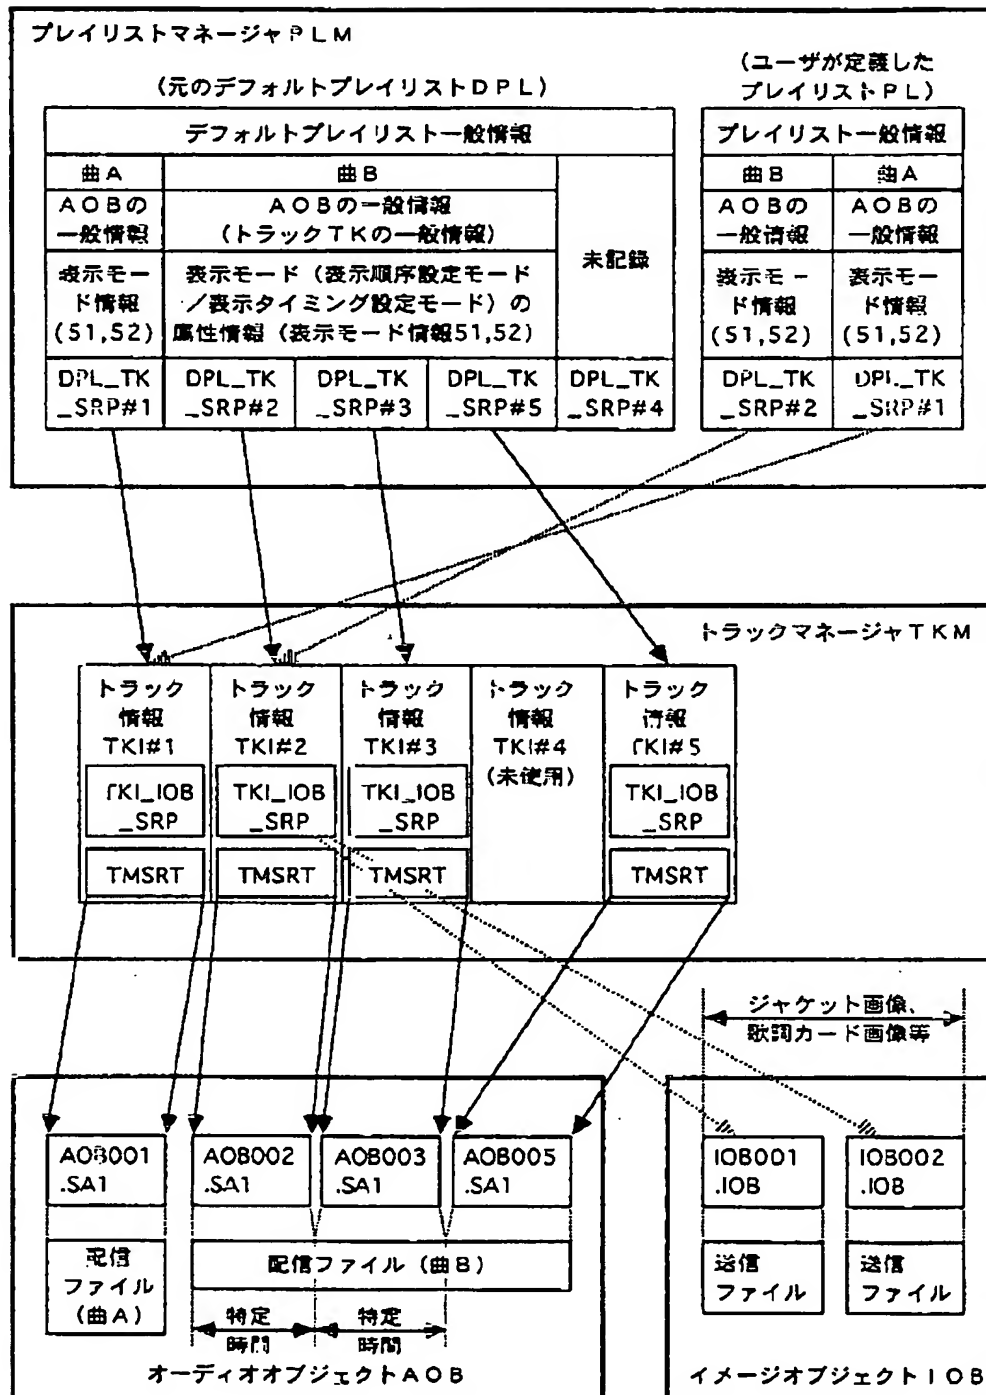 プレイリストマネージャPLM
(元のデフォルトプレイリストDPL)
(ユーザが定義した
プレイリストPL)
デフォルトプレイリスト一般情報
曲A
曲B
AOBの
一般情報
AOBの一般情報
(トラックTKの一般情報)
未記録
表示モー
ド情報
(51,52)
表示モード(表示順序設定モード
/表示タイミング設定モード)の
属性情報(表示モード情報51,52)
DPL_TK
_SRP#1
DPL_TK
_SRP#2
DPL_TK
_SRP#3
DPL_TK
_SRP#5
DPL_TK
_SRP#4
プレイリスト一般情報
曲B
曲A
AOBの
一般情報
AOBの
一般情報
表示モー
ド情報
(51,52)
表示モー
ド情報
(51,52)
DPL_TK
_SRP#2
DPL_TK
_SRP#1
トラックマネージャTKM
トラック
情報
TKI#1
TKI_IOB
_SRP
TMSRT
トラック
情報
TKI#2
TKI_IOB
_SRP
TMSRT
トラック
情報
TKI#3
TKI_IOB
_SRP
TMSRT
トラック
情報
TKI#4
(未使用)
トラック
情報
TKI#5
TKI_IOB
_SRP
TMSRT
ジャケット画像、
歌詞カード画像等
AOB001
.SA1
AOB002
.SA1
AOB003
.SA1
AOB005
.SA1
配信
ファイル
(曲A)
配信ファイル(曲B)
特定
時間
特定
時間
オーディオオブジェクトAOB
IOB001
.IOB
IOB002
.IOB
送信
ファイル
送信
ファイル
イメージオブジェクトIOB